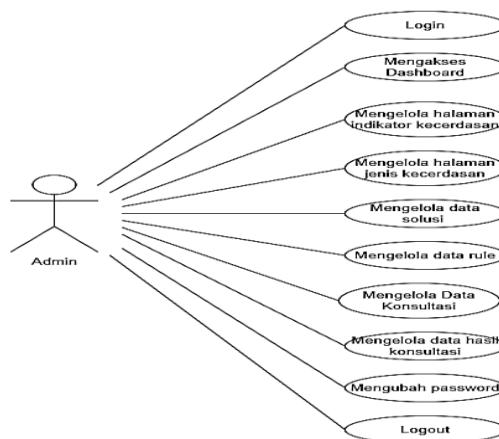 Login
Mengakses
Dashboard
Mengelola halaman
indikator kecerdasan
Mengelola halaman
jenis kecerdasan
Mengelola data
solusi
Mengelola data rule
Mengelola Data
Konsultasi
Mengelola data hasil
konsultasi
Mengubah password
Logout
Admin